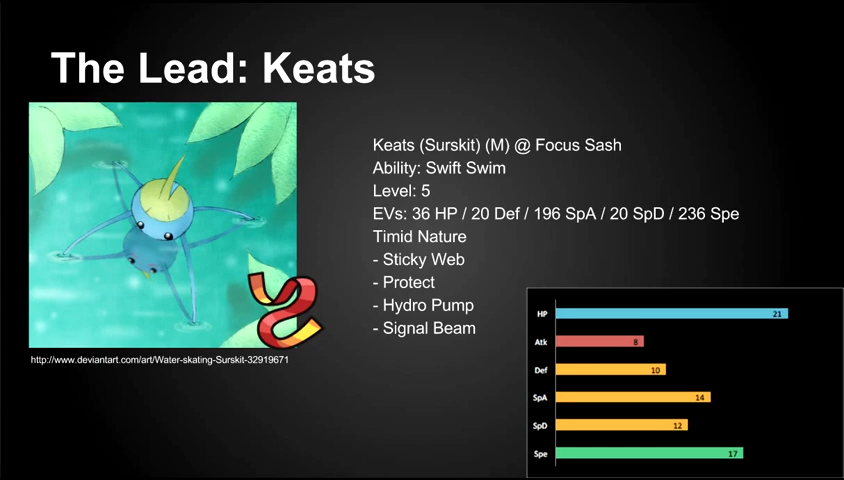 The Lead: Keats
Keats (Surskit) (M) @ Focus Sash
Ability: Swift Swim
Level: 5
EVs: 36 HP / 20 Def / 196 SpA / 20 SpD / 236 Spe
Timid Nature
- Sticky Web
- Protect
- Hydro Pump
- Signal Beam
http://www.deviantart.com/art/Water-skating-Surskit-32919671
HP 21
Atk 8
Def 10
SpA 14
SpD 12
Spe 17